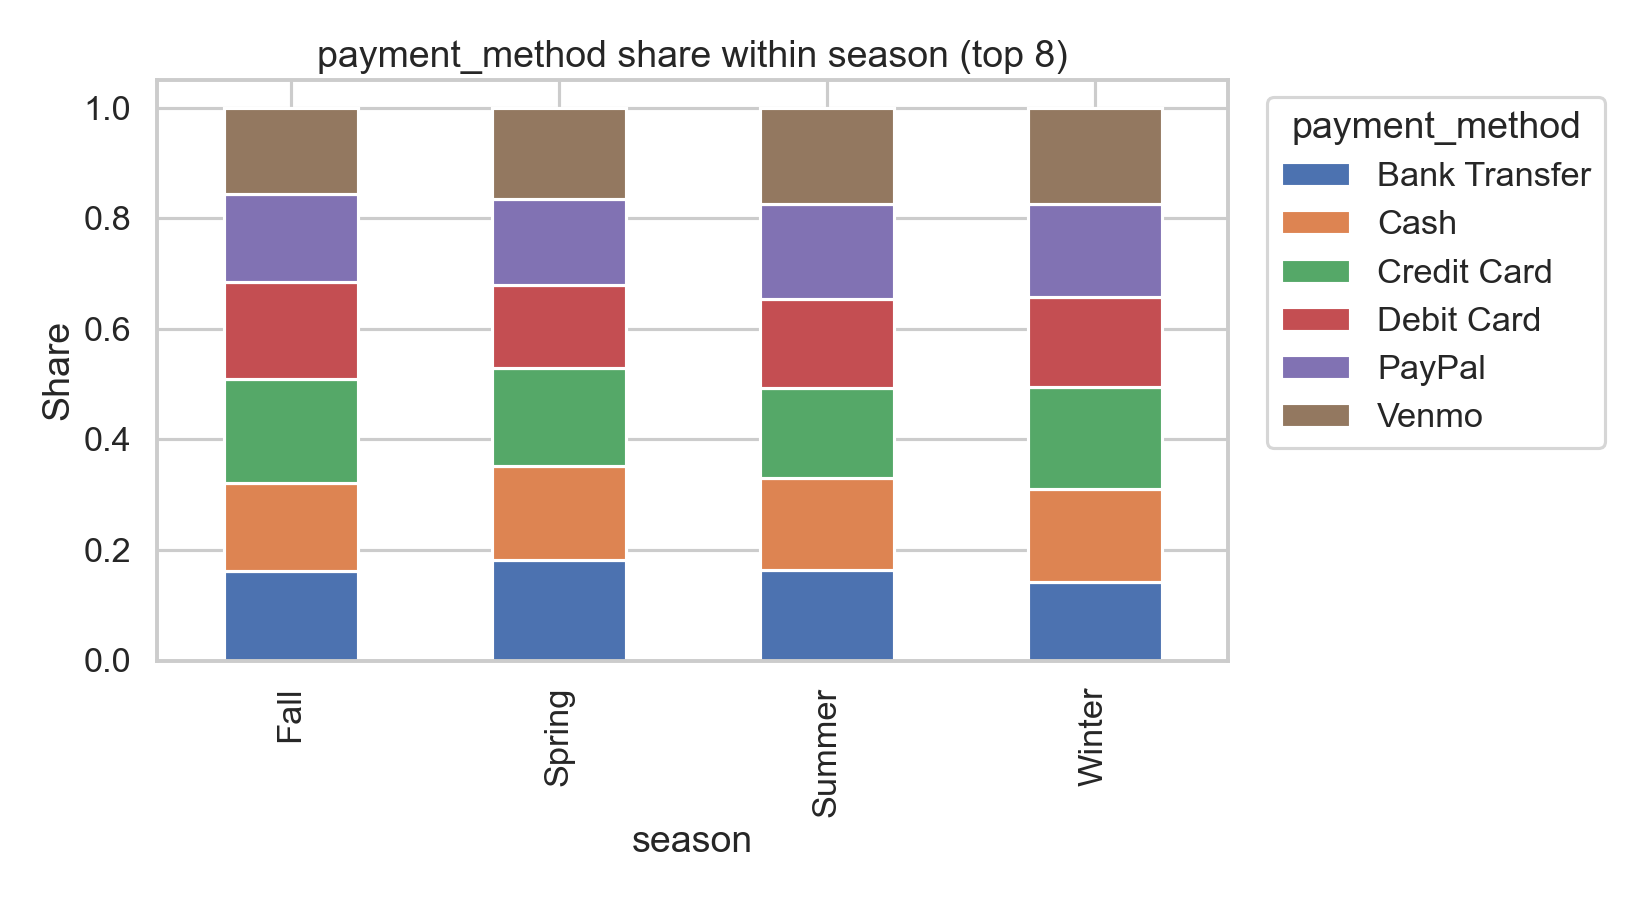 payment_method share within season (top 8)
Share
1.0
0.8
0.6
0.4
0.2
0.0
Fall
Spring
Summer
Winter
season
payment_method
Bank Transfer
Cash
Credit Card
Debit Card
PayPal
Venmo